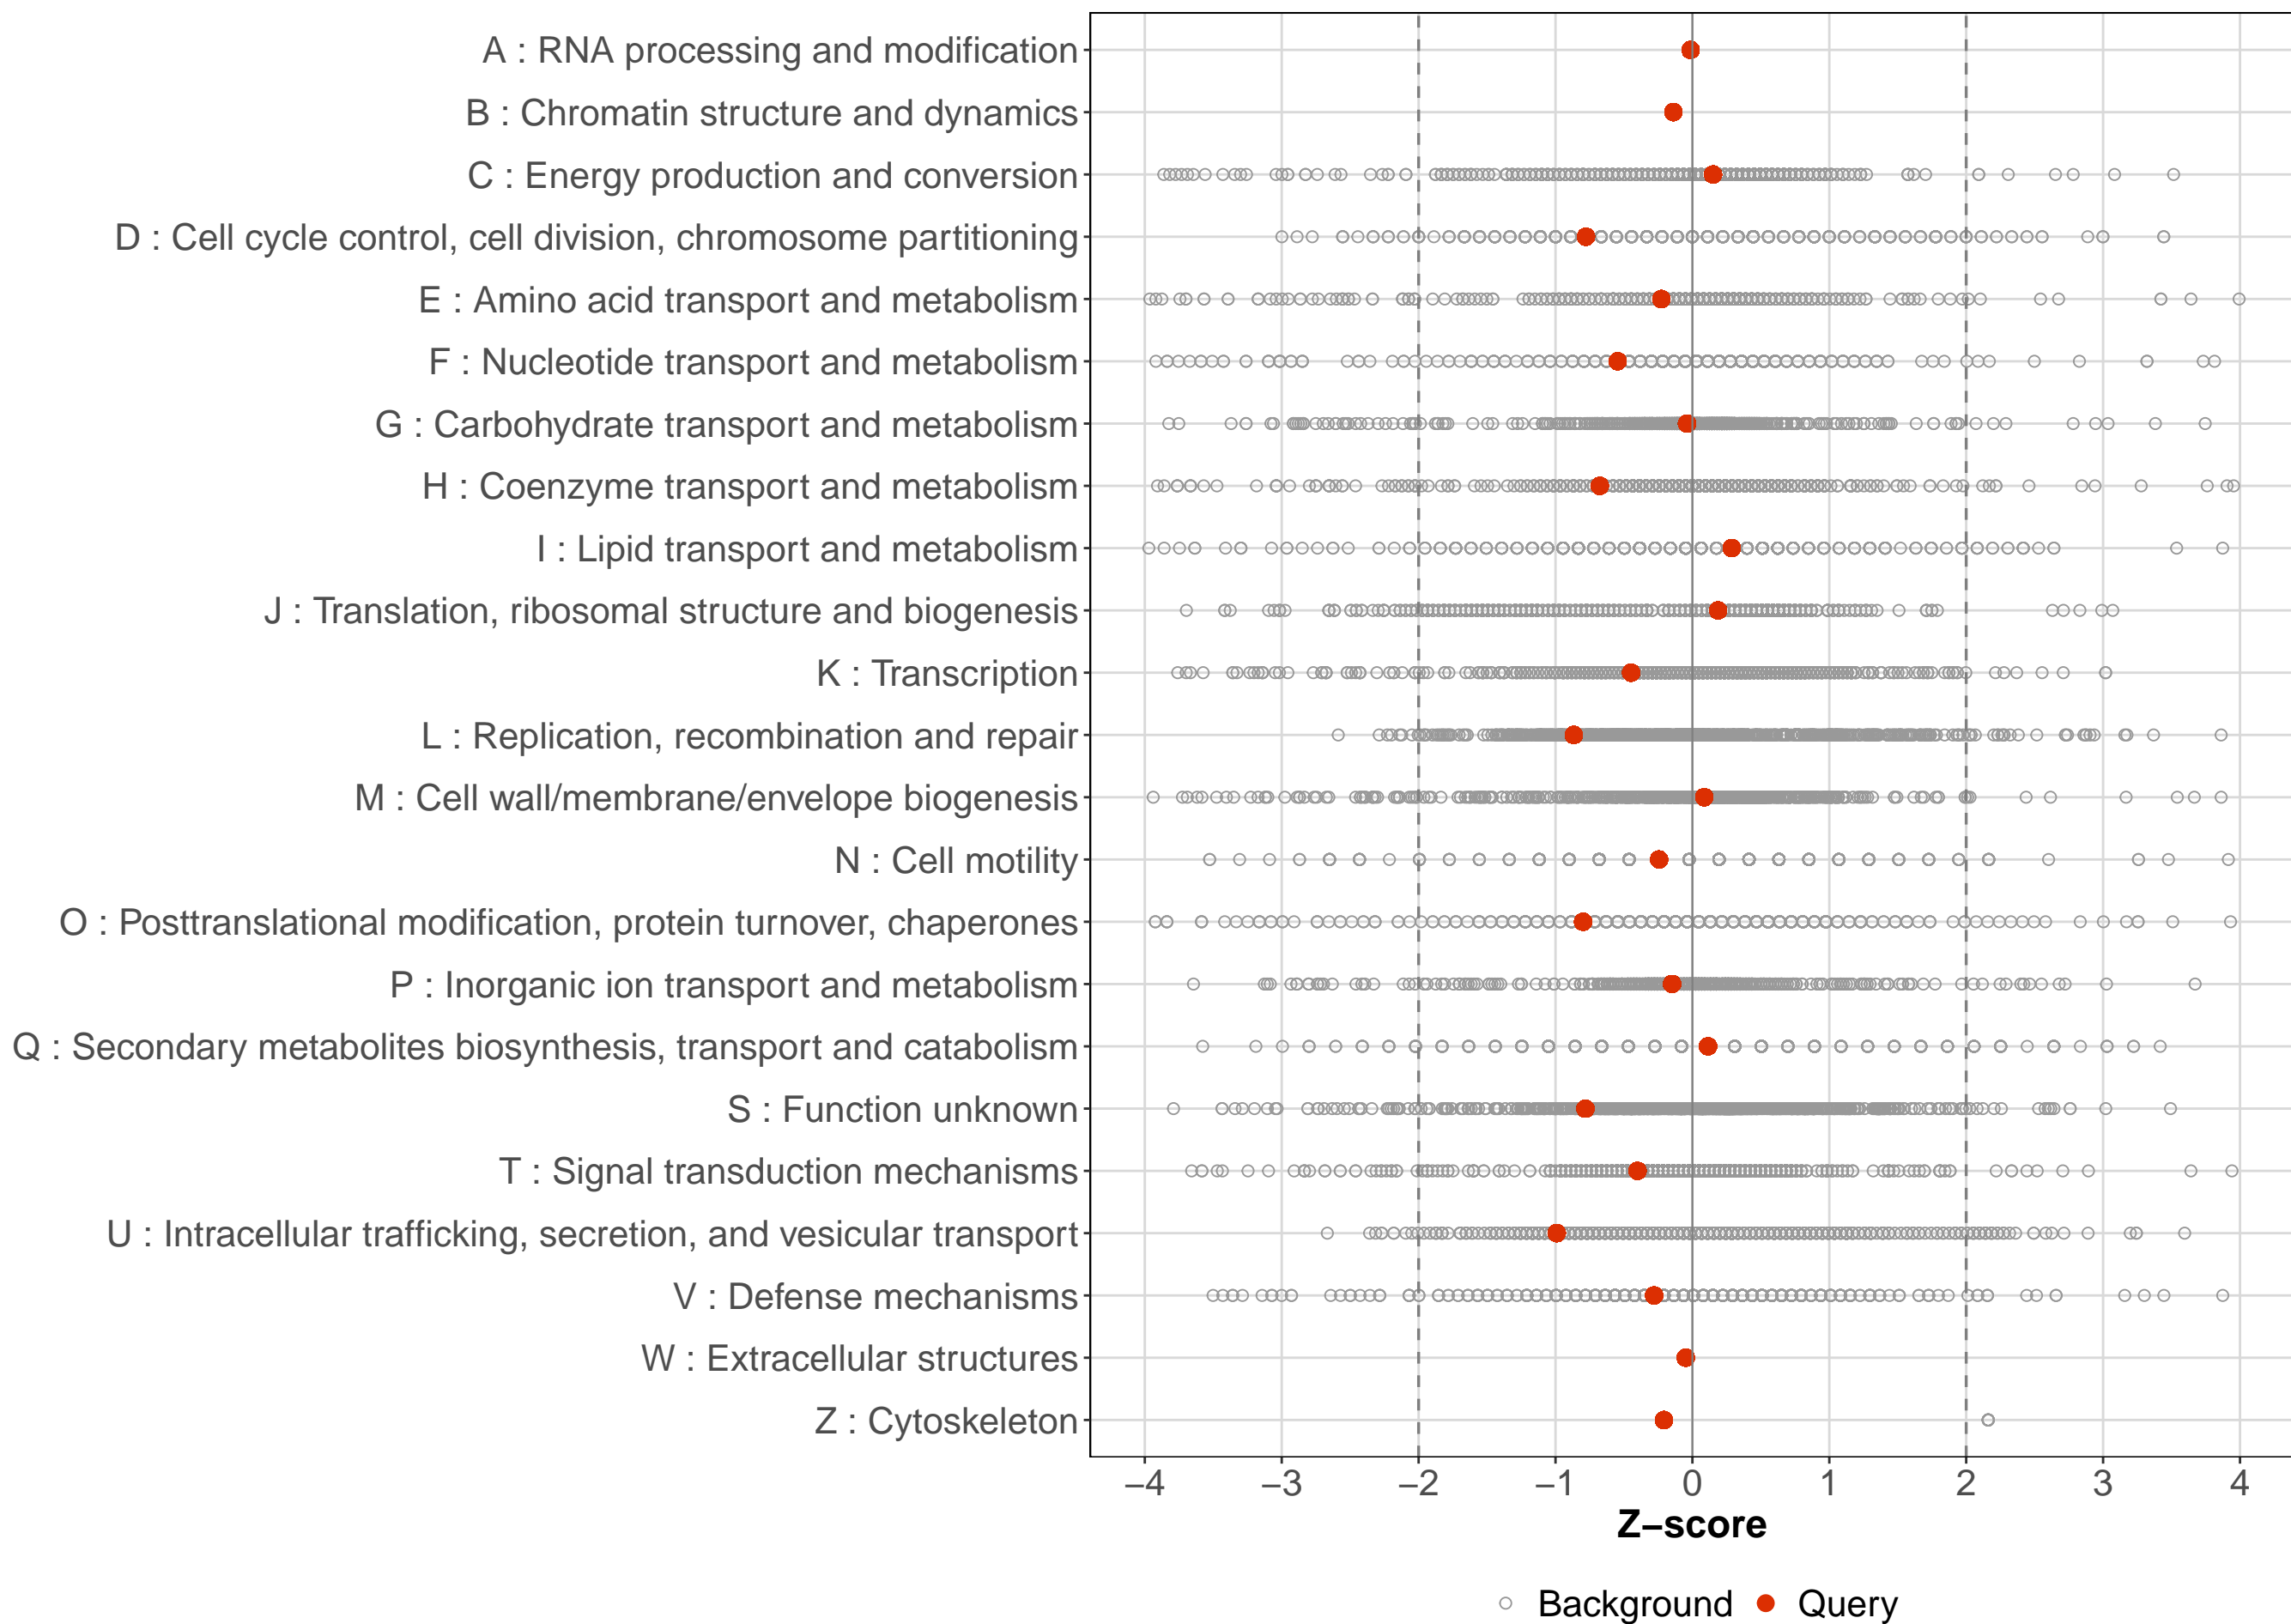 A : RNA processing and modification
B : Chromatin structure and dynamics
C : Energy production and conversion
D : Cell cycle control, cell division, chromosome partitioning
E : Amino acid transport and metabolism
F : Nucleotide transport and metabolism
G : Carbohydrate transport and metabolism
H : Coenzyme transport and metabolism
I : Lipid transport and metabolism
J : Translation, ribosomal structure and biogenesis
K : Transcription
L : Replication, recombination and repair
M : Cell wall/membrane/envelope biogenesis
N : Cell motility
O : Posttranslational modification, protein turnover, chaperones
P : Inorganic ion transport and metabolism
Q : Secondary metabolites biosynthesis, transport and catabolism
S : Function unknown
T : Signal transduction mechanisms
U : Intracellular trafficking, secretion, and vesicular transport
V : Defense mechanisms
W : Extracellular structures
Z : Cytoskeleton
−4 −3 −2 −1 0 1 2 3 4
Z−score
Background Query